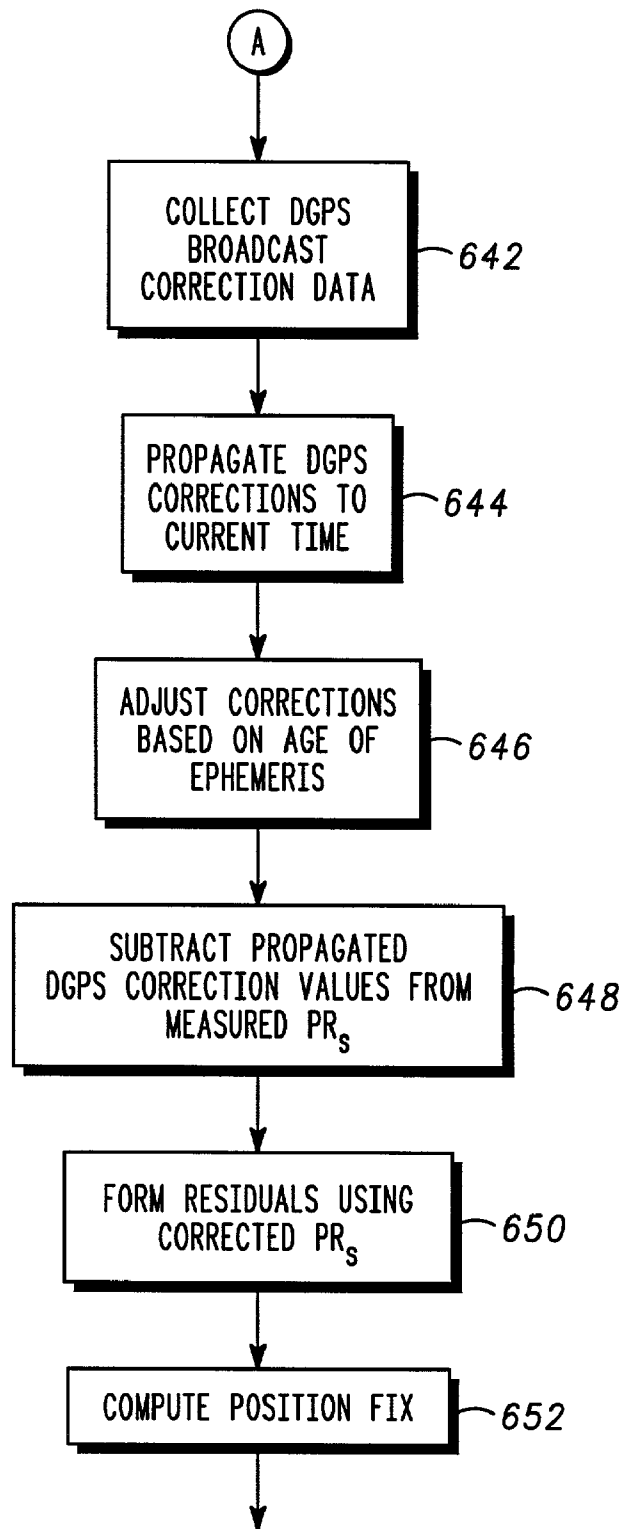 A
COLLECT DGPS
BROADCAST
CORRECTION DATA
642
PROPAGATE DGPS
CORRECTIONS TO
CURRENT TIME
644
ADJUST CORRECTIONS
BASED ON AGE OF
EPHEMERIS
646
SUBTRACT PROPAGATED
DGPS CORRECTION VALUES FROM
MEASURED PRs
648
FORM RESIDUALS USING
CORRECTED PRs
650
COMPUTE POSITION FIX
652